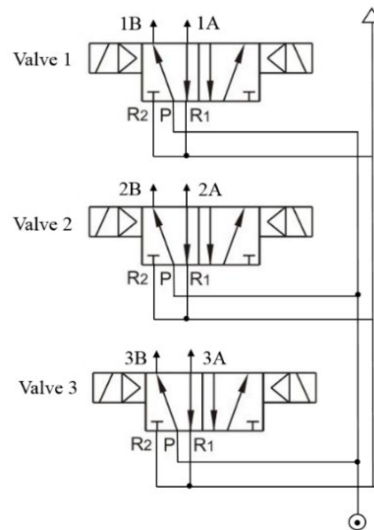 1B 1A
Valve 1
R2 P R1
2B 2A
Valve 2
R2 P R1
3B 3A
Valve 3
R2 P R1